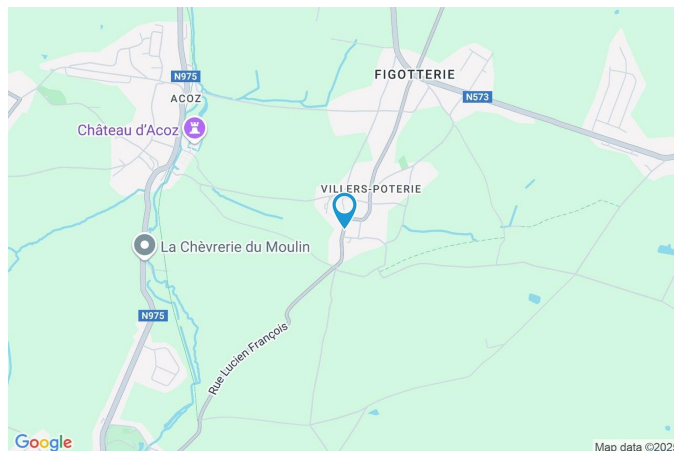 FIGOTTERIE
N975
ACOZ
N573
Château d'Acoz
VILLERS-POTERIE
La Chèvrerie du Moulin
N975
Rue Lucien François
Google
Map data ©2025